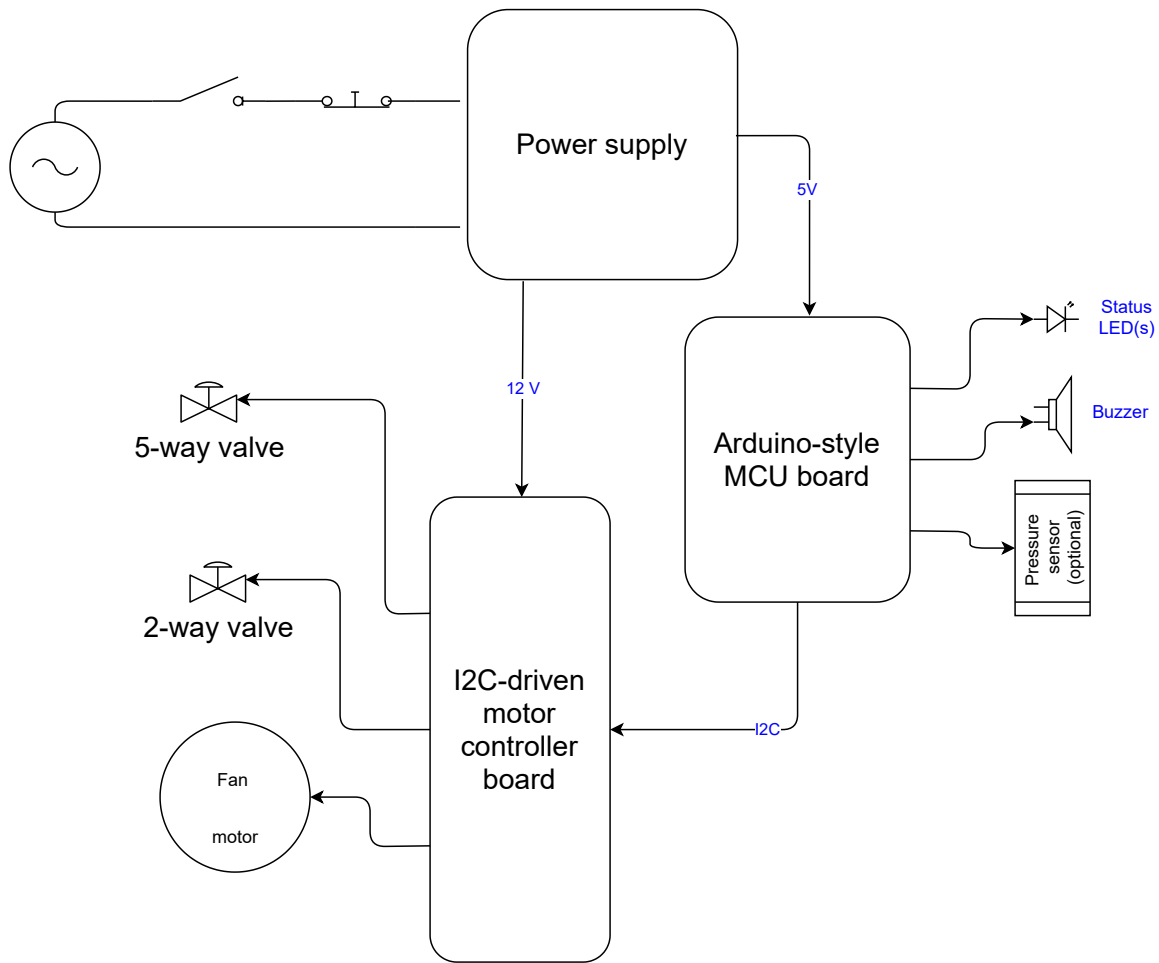 Power supply
5V
Status
LED(s)
12 V
Buzzer
5-way valve
Arduino-style
MCU board
Pressure
sensor
(optional)
2-way valve
I2C-driven
motor
controller
board
I2C
Fan
motor